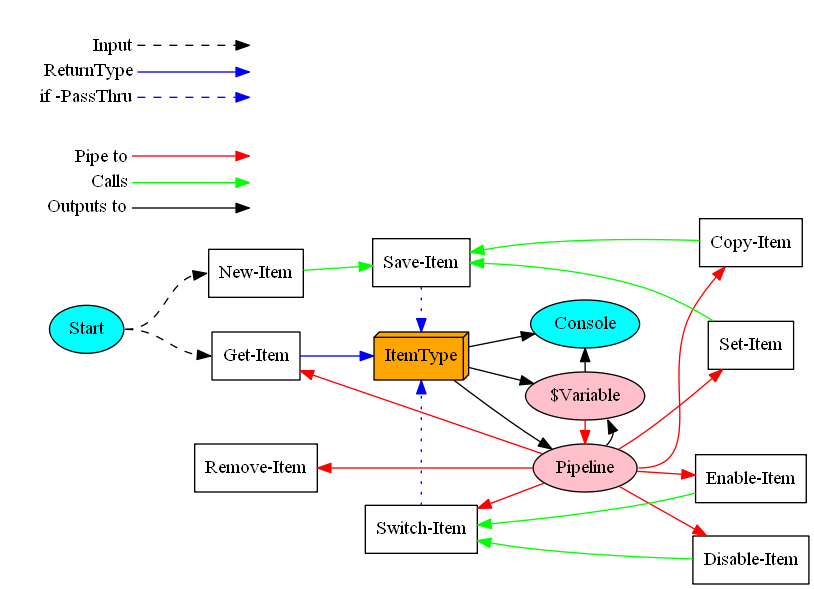 Input
ReturnType
if -PassThru
Pipe to
Calls
Outputs to
Copy-Item
New-Item
Save-Item
Start
Console
Get-Item
ItemType
Set-Item
$Variable
Remove-Item
Pipeline
Enable-Item
Switch-Item
Disable-Item